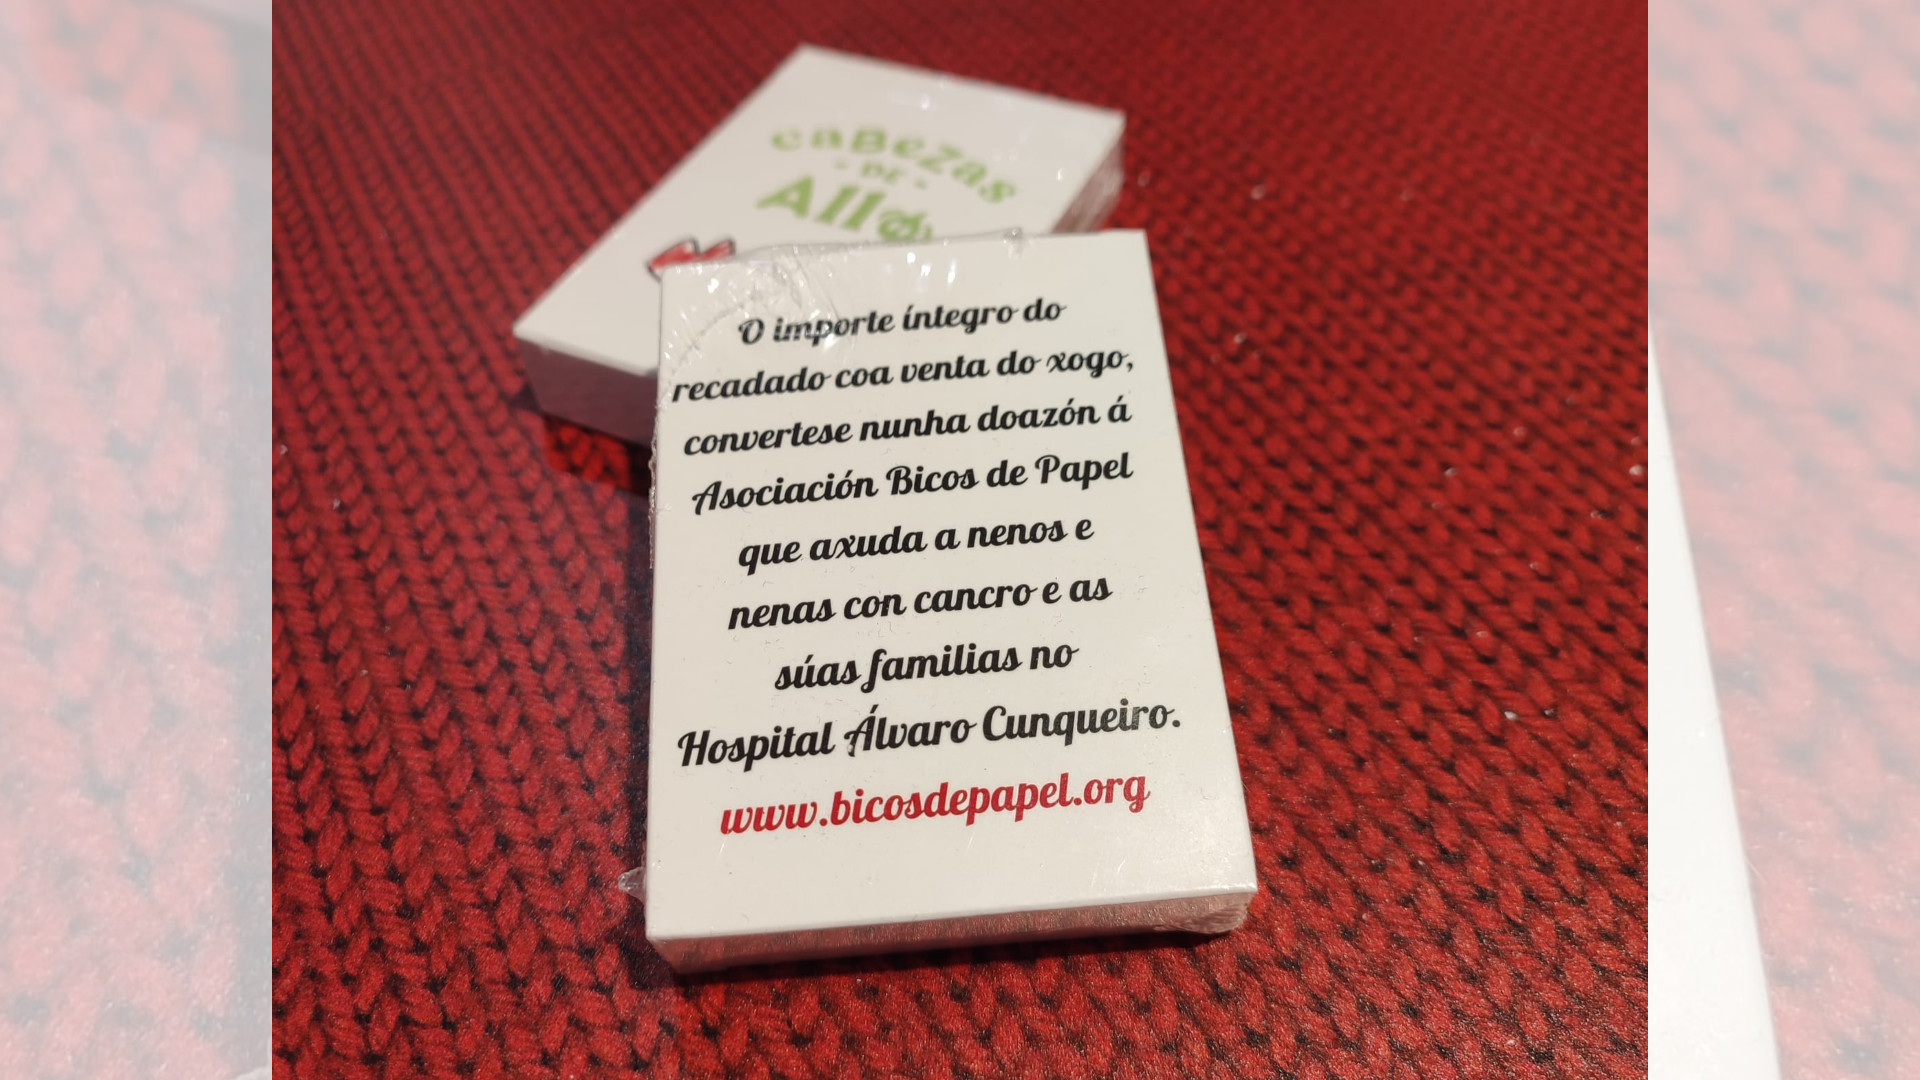 caBeZas
DE
Allo
O importe íntegro do
recadado coa venta do xogo,
convertese nunha doazón á
Asociación Bicos de Papel
que axuda a nenos e
nenas con cancro e as
súas familias no
Hospital Álvaro Cunqueiro.
www.bicosdepapel.org